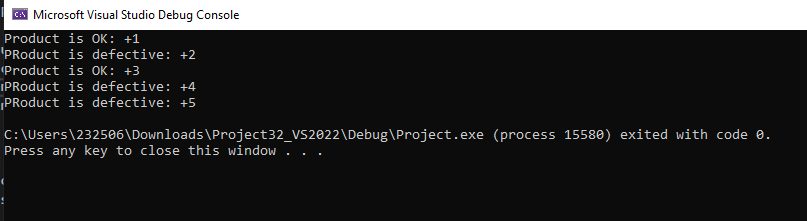 Microsoft Visual Studio Debug Console
Product is OK: +1
PRoduct is defective: +2
Product is OK: +3
PRoduct is defective: +4
PRoduct is defective: +5
C:\Users\232506\Downloads\Project32_VS2022\Debug\Project.exe (process 15580) exited with code 0.
Press any key to close this window . . .